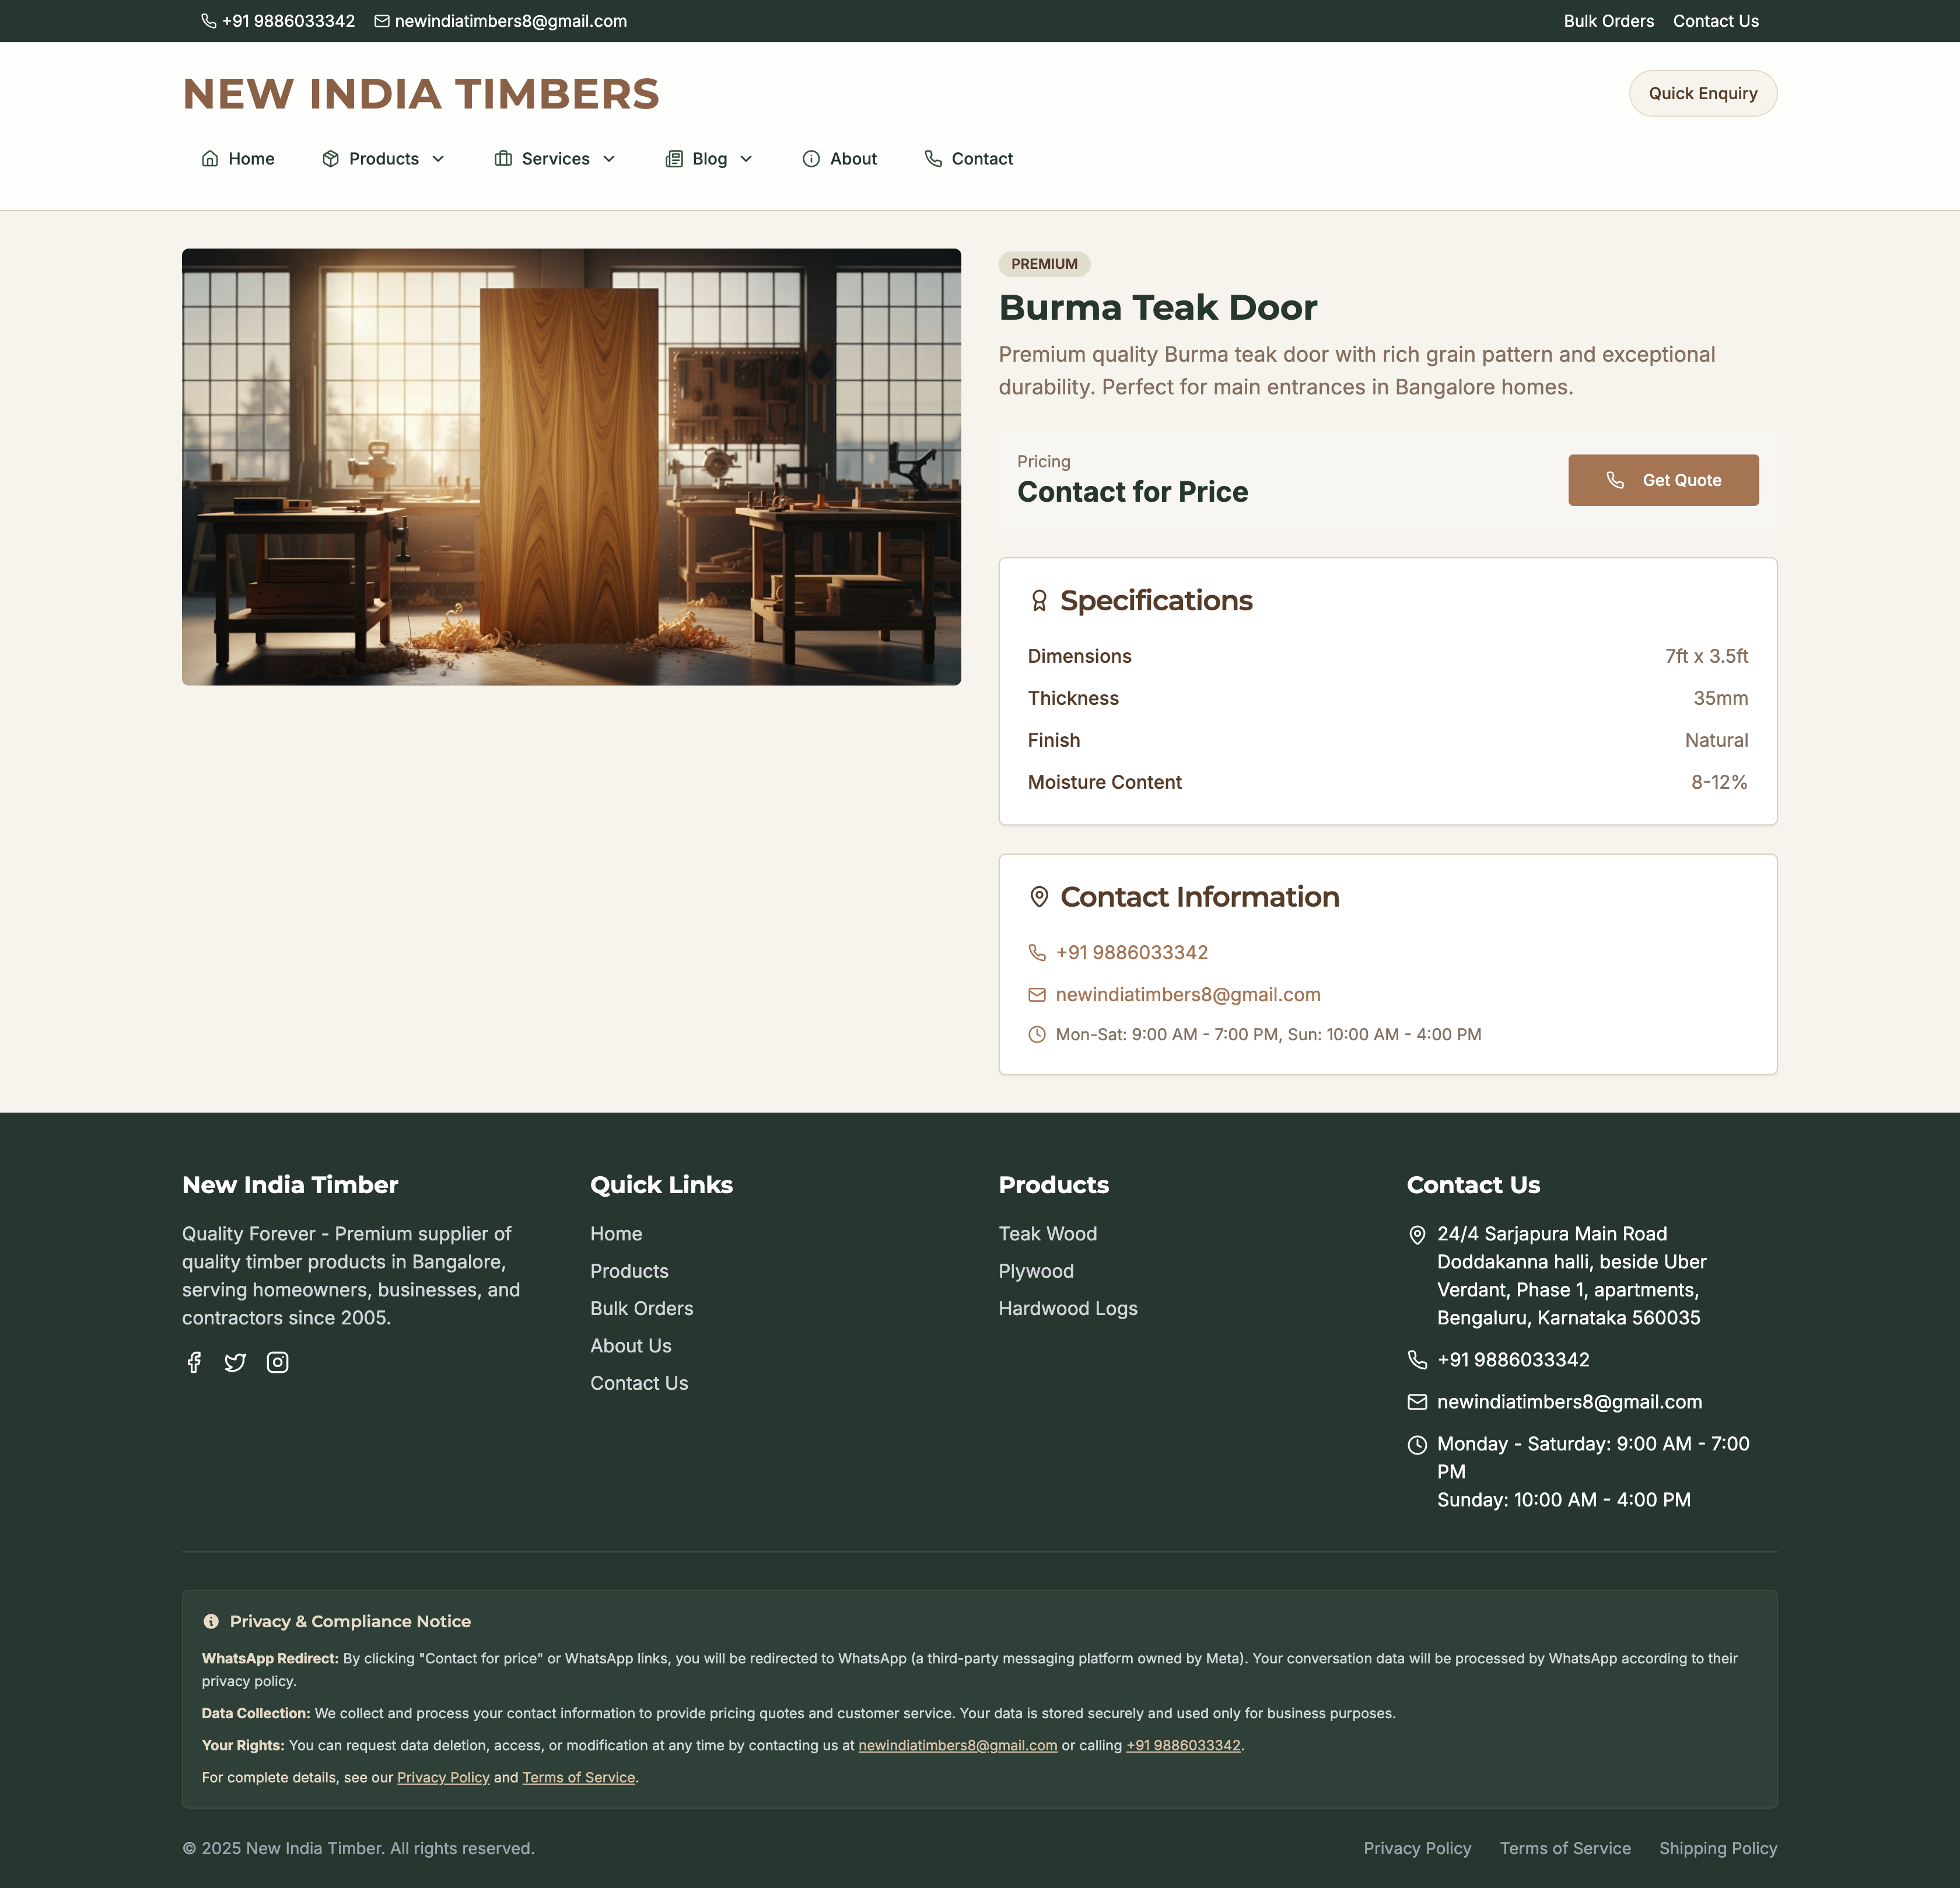 +91 9886033342 newindiatimbers8@gmail.com Bulk Orders Contact Us
NEW INDIA TIMBERS
Quick Enquiry
Home Products Services Blog About Contact
PREMIUM
Burma Teak Door
Premium quality Burma teak door with rich grain pattern and exceptional
durability. Perfect for main entrances in Bangalore homes.
Pricing
Contact for Price
Get Quote
Specifications
Dimensions 7ft x 3.5ft
Thickness 35mm
Finish Natural
Moisture Content 8-12%
Contact Information
+91 9886033342
newindiatimbers8@gmail.com
Mon-Sat: 9:00 AM - 7:00 PM, Sun: 10:00 AM - 4:00 PM
New India Timber
Quality Forever - Premium supplier of
quality timber products in Bangalore,
serving homeowners, businesses, and
contractors since 2005.
Quick Links
Home
Products
Bulk Orders
About Us
Contact Us
Products
Teak Wood
Plywood
Hardwood Logs
Contact Us
24/4 Sarjapura Main Road
Doddakanna halli, beside Uber
Verdant, Phase 1, apartments,
Bengaluru, Karnataka 560035
+91 9886033342
newindiatimbers8@gmail.com
Monday - Saturday: 9:00 AM - 7:00
PM
Sunday: 10:00 AM - 4:00 PM
Privacy & Compliance Notice
WhatsApp Redirect: By clicking "Contact for price" or WhatsApp links, you will be redirected to WhatsApp (a third-party messaging platform owned by Meta). Your conversation data will be processed by WhatsApp according to their
privacy policy.
Data Collection: We collect and process your contact information to provide pricing quotes and customer service. Your data is stored securely and used only for business purposes.
Your Rights: You can request data deletion, access, or modification at any time by contacting us at newindiatimbers8@gmail.com or calling +91 9886033342.
For complete details, see our Privacy Policy and Terms of Service.
© 2025 New India Timber. All rights reserved.
Privacy Policy Terms of Service Shipping Policy